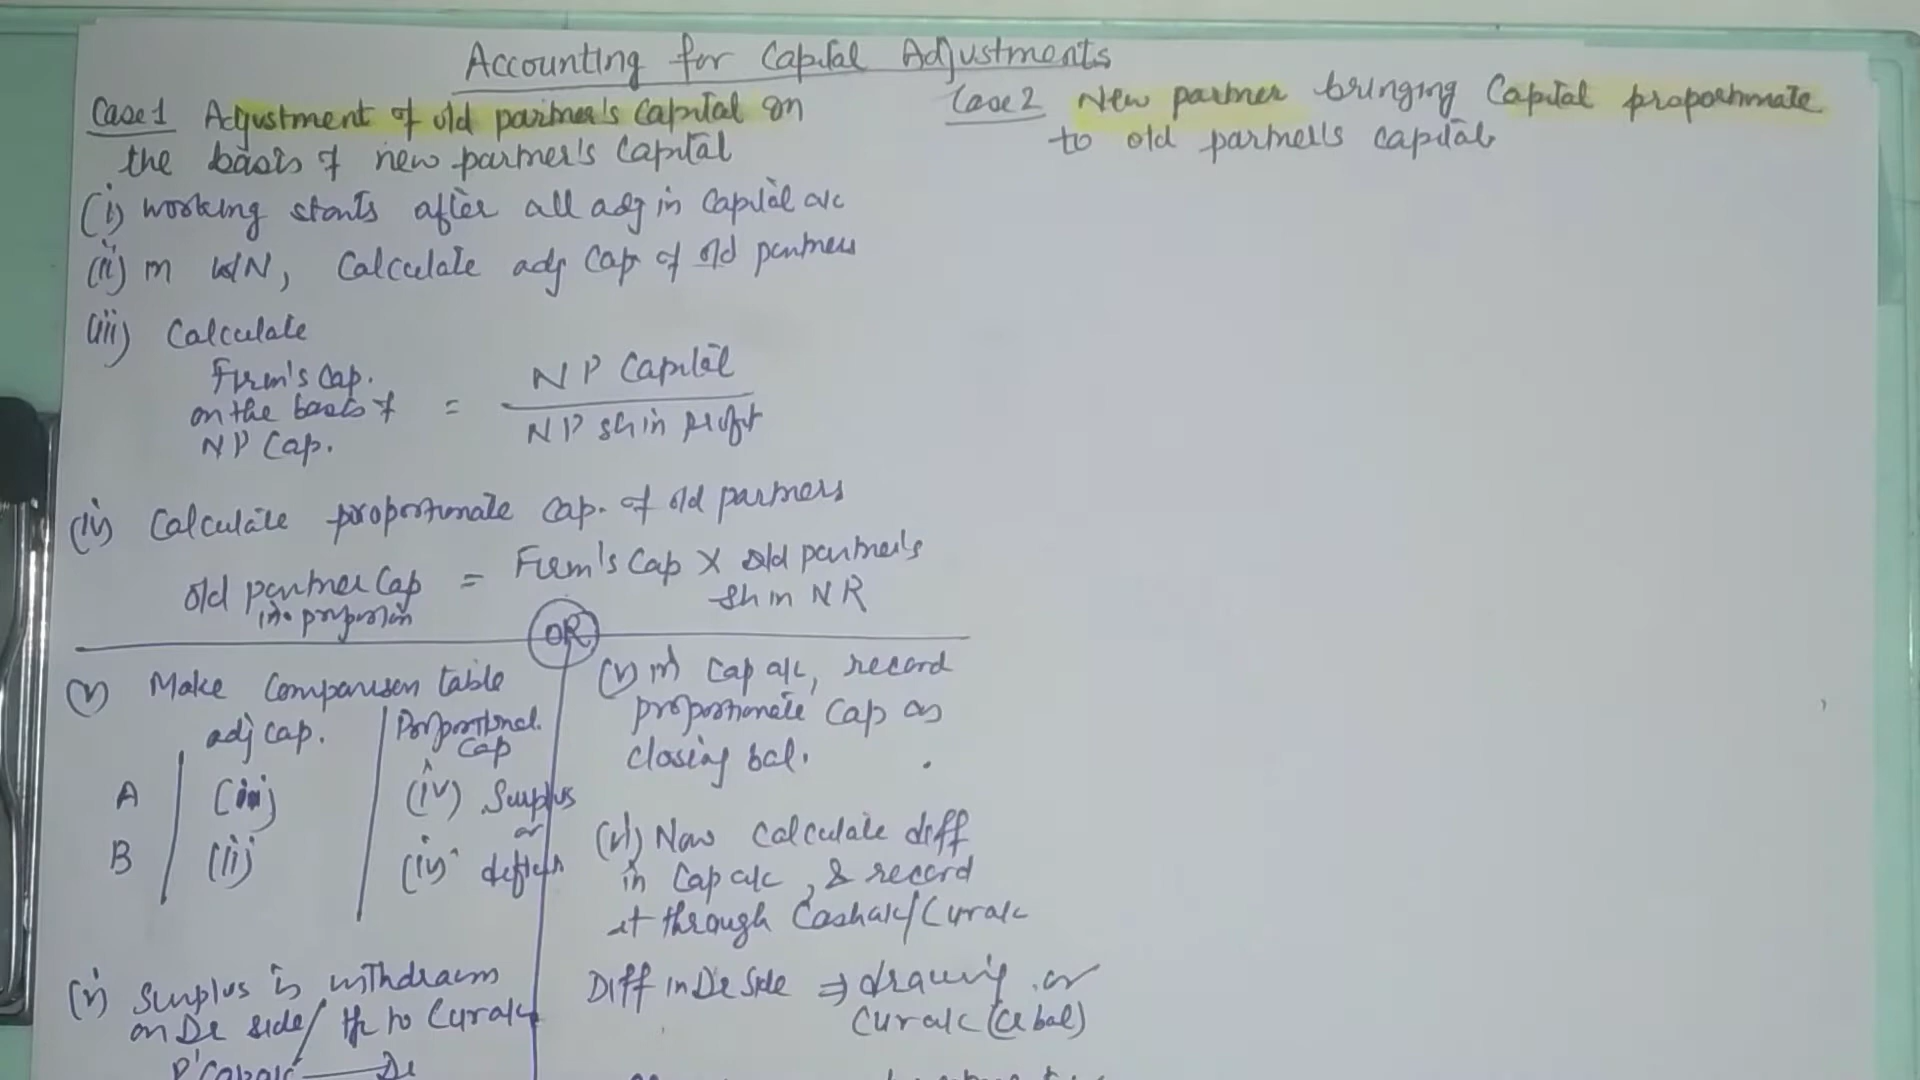 Accounting for Capital Adjustments
Case 1 Adjustment of old partner's capital on
the basis of new partner's Capital
(i) working starts after all adj in Capital a/c
(ii) In W/N, Calculate adj Cap of old partners
(iii) Calculate
Firm's Cap.
on the basis of
NP Cap.
=
NP Capital
NP sh in profit
(iv) Calculate proportionate Cap. of old partners
old partner Cap
in proportion
= Firm's Cap X old partner's
sh in NR
OR
(v) Make Comparison table
adj cap.
Proportional.
Cap
A (ii) (iv) Surplus
or
B (ii) (iv) deficit
(v) Surplus is withdrawn
on Dr side/ tfr to Cur a/c
P' Cap a/c Dr
(v) In Cap a/c, record
proportionate Cap as
closing bal.
(vi) Now Calculate diff
in Cap a/c, & record
it through Cash a/c/Cur a/c
Diff in Dr Side ⇒ drawing or
Cur a/c (Cr bal)
Case 2 New partner bringing Capital proportionate
to old partner's capital